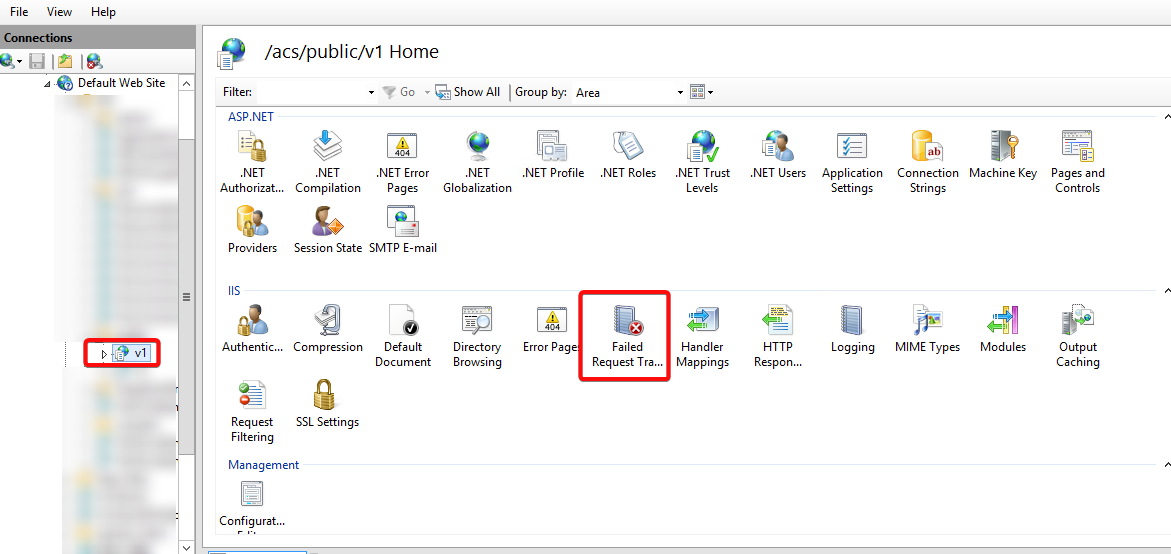 File View Help
Connections
Default Web Site
v1
/acs/public/v1 Home
Filter: Go Show All Group by: Area
ASP.NET
.NET Authorizat...
.NET Compilation
.NET Error Pages
.NET Globalization
.NET Profile
.NET Roles
.NET Trust Levels
.NET Users
Application Settings
Connection Strings
Machine Key
Pages and Controls
Providers
Session State
SMTP E-mail
IIS
Authentic...
Compression
Default Document
Directory Browsing
Error Pages
Failed Request Tra...
Handler Mappings
HTTP Respon...
Logging
MIME Types
Modules
Output Caching
Request Filtering
SSL Settings
Management
Configurat...